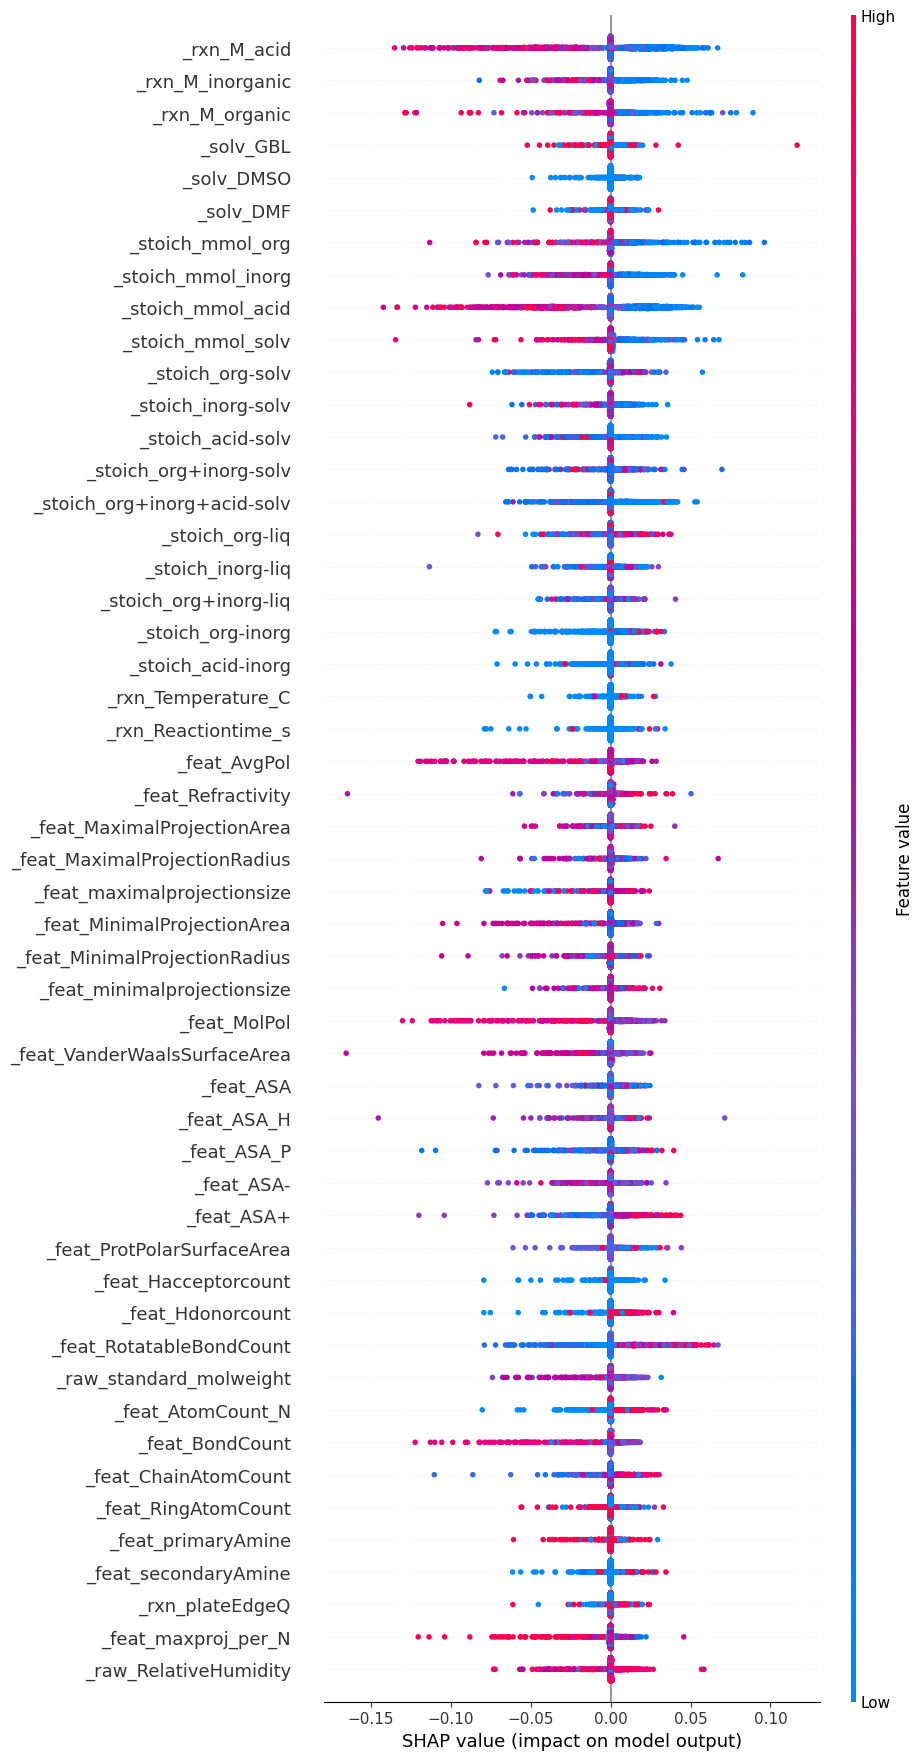 High
_rxn_M_acid
_rxn_M_inorganic
_rxn_M_organic
_solv_GBL
_solv_DMSO
_solv_DMF
_stoich_mmol_org
_stoich_mmol_inorg
_stoich_mmol_acid
_stoich_mmol_solv
_stoich_org-solv
_stoich_inorg-solv
_stoich_acid-solv
_stoich_org+inorg-solv
_stoich_org+inorg+acid-solv
_stoich_org-liq
_stoich_inorg-liq
_stoich_org+inorg-liq
_stoich_org-inorg
_stoich_acid-inorg
_rxn_Temperature_C
_rxn_Reactiontime_s
_feat_AvgPol
_feat_Refractivity
_feat_MaximalProjectionArea
_feat_MaximalProjectionRadius
_feat_maximalprojectionsize
_feat_MinimalProjectionArea
_feat_MinimalProjectionRadius
_feat_minimalprojectionsize
_feat_MolPol
_feat_VanderWaalsSurfaceArea
_feat_ASA
_feat_ASA_H
_feat_ASA_P
_feat_ASA-
_feat_ASA+
_feat_ProtPolarSurfaceArea
_feat_Hacceptorcount
_feat_Hdonorcount
_feat_RotatableBondCount
_raw_standard_molweight
_feat_AtomCount_N
_feat_BondCount
_feat_ChainAtomCount
_feat_RingAtomCount
_feat_primaryAmine
_feat_secondaryAmine
_rxn_plateEdgeQ
_feat_maxproj_per_N
_raw_RelativeHumidity
Feature value
Low
−0.15 −0.10 −0.05 0.00 0.05 0.10
SHAP value (impact on model output)